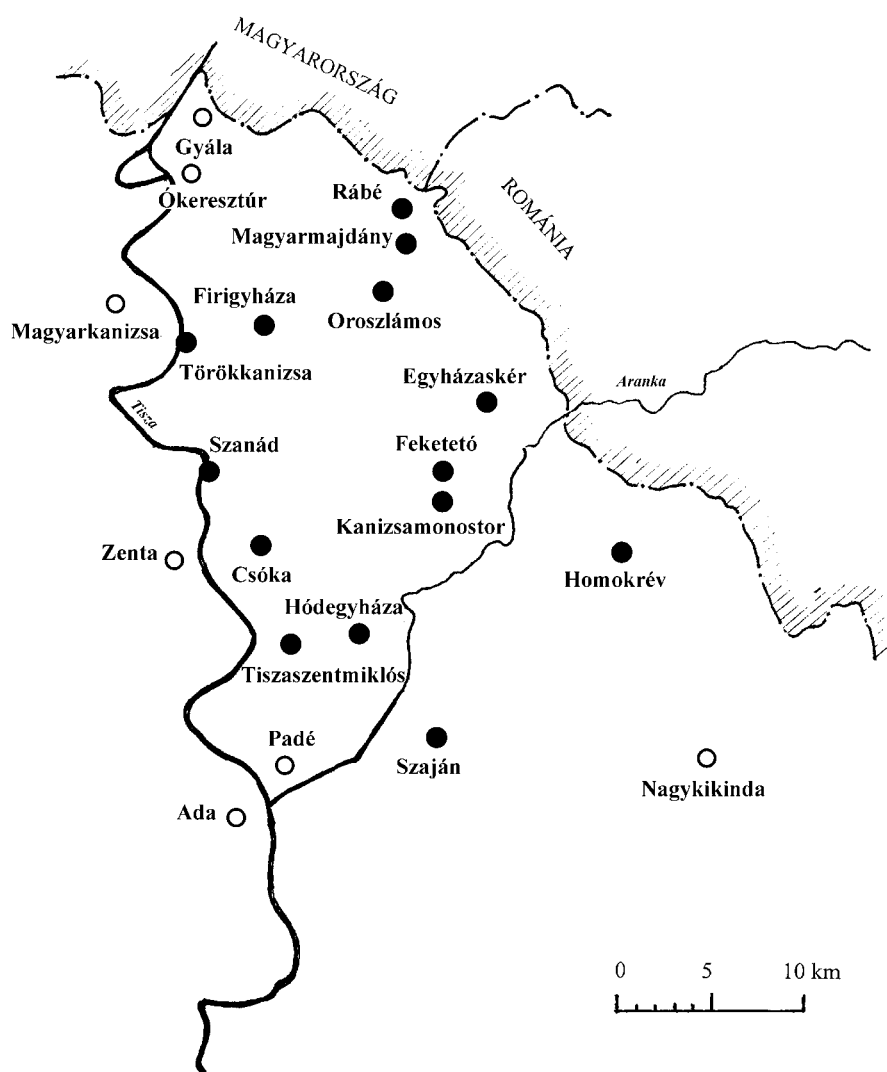 MAGYARORSZÁG
Gyála
Ókeresztúr
Rábé
ROMÁNIA
Magyarmajdány
Firigyháza
Oroszlámos
Magyarkanizsa
Törökkanizsa
Egyházaskér
Aranka
Tisza
Szanád
Feketetó
Kanizsamonostor
Zenta
Csóka
Homokrév
Hódegyháza
Tiszaszentmiklós
Padé
Szaján
Nagykikinda
Ada
0 5 10 km